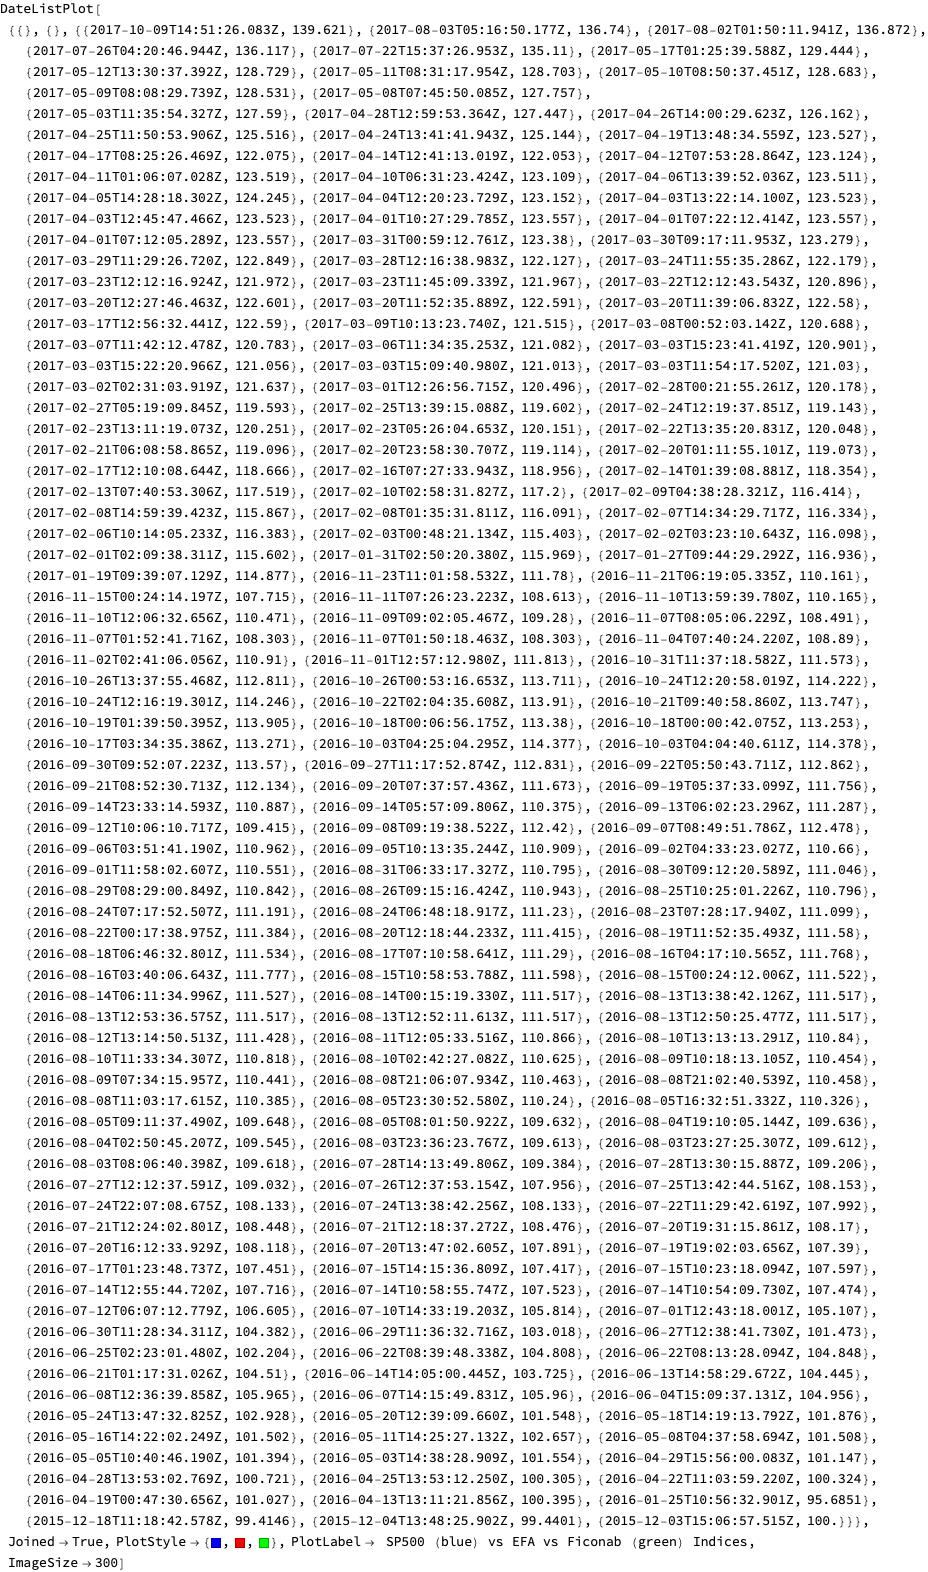 DateListPlot[
{{}, {}, {{2017-10-09T14:51:26.083Z, 139.621}, {2017-08-03T05:16:50.177Z, 136.74}, {2017-08-02T01:50:11.941Z, 136.872},
{2017-07-26T04:20:46.944Z, 136.117}, {2017-07-22T15:37:26.953Z, 135.11}, {2017-05-17T01:25:39.588Z, 129.444},
{2017-05-12T13:30:37.392Z, 128.729}, {2017-05-11T08:31:17.954Z, 128.703}, {2017-05-10T08:50:37.451Z, 128.683},
{2017-05-09T08:08:29.739Z, 128.531}, {2017-05-08T07:45:50.085Z, 127.757},
{2017-05-03T11:35:54.327Z, 127.59}, {2017-04-28T12:59:53.364Z, 127.447}, {2017-04-26T14:00:29.623Z, 126.162},
{2017-04-25T11:50:53.906Z, 125.516}, {2017-04-24T13:41:41.943Z, 125.144}, {2017-04-19T13:48:34.559Z, 123.527},
{2017-04-17T08:25:26.469Z, 122.075}, {2017-04-14T12:41:13.019Z, 122.053}, {2017-04-12T07:53:28.864Z, 123.124},
{2017-04-11T01:06:07.028Z, 123.519}, {2017-04-10T06:31:23.424Z, 123.109}, {2017-04-06T13:39:52.036Z, 123.511},
{2017-04-05T14:28:18.302Z, 124.245}, {2017-04-04T12:20:23.729Z, 123.152}, {2017-04-03T13:22:14.100Z, 123.523},
{2017-04-03T12:45:47.466Z, 123.523}, {2017-04-01T10:27:29.785Z, 123.557}, {2017-04-01T07:22:12.414Z, 123.557},
{2017-04-01T07:12:05.289Z, 123.557}, {2017-03-31T00:59:12.761Z, 123.38}, {2017-03-30T09:17:11.953Z, 123.279},
{2017-03-29T11:29:26.720Z, 122.849}, {2017-03-28T12:16:38.983Z, 122.127}, {2017-03-24T11:55:35.286Z, 122.179},
{2017-03-23T12:12:16.924Z, 121.972}, {2017-03-23T11:45:09.339Z, 121.967}, {2017-03-22T12:12:43.543Z, 120.896},
{2017-03-20T12:27:46.463Z, 122.601}, {2017-03-20T11:52:35.889Z, 122.591}, {2017-03-20T11:39:06.832Z, 122.58},
{2017-03-17T12:56:32.441Z, 122.59}, {2017-03-09T10:13:23.740Z, 121.515}, {2017-03-08T00:52:03.142Z, 120.688},
{2017-03-07T11:42:12.478Z, 120.783}, {2017-03-06T11:34:35.253Z, 121.082}, {2017-03-03T15:23:41.419Z, 120.901},
{2017-03-03T15:22:20.966Z, 121.056}, {2017-03-03T15:09:40.980Z, 121.013}, {2017-03-03T11:54:17.520Z, 121.03},
{2017-03-02T02:31:03.919Z, 121.637}, {2017-03-01T12:26:56.715Z, 120.496}, {2017-02-28T00:21:55.261Z, 120.178},
{2017-02-27T05:19:09.845Z, 119.593}, {2017-02-25T13:39:15.088Z, 119.602}, {2017-02-24T12:19:37.851Z, 119.143},
{2017-02-23T13:11:19.073Z, 120.251}, {2017-02-23T05:26:04.653Z, 120.151}, {2017-02-22T13:35:20.831Z, 120.048},
{2017-02-21T06:08:58.865Z, 119.096}, {2017-02-20T23:58:30.707Z, 119.114}, {2017-02-20T01:11:55.101Z, 119.073},
{2017-02-17T12:10:08.644Z, 118.666}, {2017-02-16T07:27:33.943Z, 118.956}, {2017-02-14T01:39:08.881Z, 118.354},
{2017-02-13T07:40:53.306Z, 117.519}, {2017-02-10T02:58:31.827Z, 117.2}, {2017-02-09T04:38:28.321Z, 116.414},
{2017-02-08T14:59:39.423Z, 115.867}, {2017-02-08T01:35:31.811Z, 116.091}, {2017-02-07T14:34:29.717Z, 116.334},
{2017-02-06T10:14:05.233Z, 116.383}, {2017-02-03T00:48:21.134Z, 115.403}, {2017-02-02T03:23:10.643Z, 116.098},
{2017-02-01T02:09:38.311Z, 115.602}, {2017-01-31T02:50:20.380Z, 115.969}, {2017-01-27T09:44:29.292Z, 116.936},
{2017-01-19T09:39:07.129Z, 114.877}, {2016-11-23T11:01:58.532Z, 111.78}, {2016-11-21T06:19:05.335Z, 110.161},
{2016-11-15T00:24:14.197Z, 107.715}, {2016-11-11T07:26:23.223Z, 108.613}, {2016-11-10T13:59:39.780Z, 110.165},
{2016-11-10T12:06:32.656Z, 110.471}, {2016-11-09T09:02:05.467Z, 109.28}, {2016-11-07T08:05:06.229Z, 108.491},
{2016-11-07T01:52:41.716Z, 108.303}, {2016-11-07T01:50:18.463Z, 108.303}, {2016-11-04T07:40:24.220Z, 108.89},
{2016-11-02T02:41:06.056Z, 110.91}, {2016-11-01T12:57:12.980Z, 111.813}, {2016-10-31T11:37:18.582Z, 111.573},
{2016-10-26T13:37:55.468Z, 112.811}, {2016-10-26T00:53:16.653Z, 113.711}, {2016-10-24T12:20:58.019Z, 114.222},
{2016-10-24T12:16:19.301Z, 114.246}, {2016-10-22T02:04:35.608Z, 113.91}, {2016-10-21T09:40:58.860Z, 113.747},
{2016-10-19T01:39:50.395Z, 113.905}, {2016-10-18T00:06:56.175Z, 113.38}, {2016-10-18T00:00:42.075Z, 113.253},
{2016-10-17T03:34:35.386Z, 113.271}, {2016-10-03T04:25:04.295Z, 114.377}, {2016-10-03T04:04:40.611Z, 114.378},
{2016-09-30T09:52:07.223Z, 113.57}, {2016-09-27T11:17:52.874Z, 112.831}, {2016-09-22T05:50:43.711Z, 112.862},
{2016-09-21T08:52:30.713Z, 112.134}, {2016-09-20T07:37:57.436Z, 111.673}, {2016-09-19T05:37:33.099Z, 111.756},
{2016-09-14T23:33:14.593Z, 110.887}, {2016-09-14T05:57:09.806Z, 110.375}, {2016-09-13T06:02:23.296Z, 111.287},
{2016-09-12T10:06:10.717Z, 109.415}, {2016-09-08T09:19:38.522Z, 112.42}, {2016-09-07T08:49:51.786Z, 112.478},
{2016-09-06T03:51:41.190Z, 110.962}, {2016-09-05T10:13:35.244Z, 110.909}, {2016-09-02T04:33:23.027Z, 110.66},
{2016-09-01T11:58:02.607Z, 110.551}, {2016-08-31T06:33:17.327Z, 110.795}, {2016-08-30T09:12:20.589Z, 111.046},
{2016-08-29T08:29:00.849Z, 110.842}, {2016-08-26T09:15:16.424Z, 110.943}, {2016-08-25T10:25:01.226Z, 110.796},
{2016-08-24T07:17:52.507Z, 111.191}, {2016-08-24T06:48:18.917Z, 111.23}, {2016-08-23T07:28:17.940Z, 111.099},
{2016-08-22T00:17:38.975Z, 111.384}, {2016-08-20T12:18:44.233Z, 111.415}, {2016-08-19T11:52:35.493Z, 111.58},
{2016-08-18T06:46:32.801Z, 111.534}, {2016-08-17T07:10:58.641Z, 111.29}, {2016-08-16T04:17:10.565Z, 111.768},
{2016-08-16T03:40:06.643Z, 111.777}, {2016-08-15T10:58:53.788Z, 111.598}, {2016-08-15T00:24:12.006Z, 111.522},
{2016-08-14T06:11:34.996Z, 111.527}, {2016-08-14T00:15:19.330Z, 111.517}, {2016-08-13T13:38:42.126Z, 111.517},
{2016-08-13T12:53:36.575Z, 111.517}, {2016-08-13T12:52:11.613Z, 111.517}, {2016-08-13T12:50:25.477Z, 111.517},
{2016-08-12T13:14:50.513Z, 111.428}, {2016-08-11T12:05:33.516Z, 110.866}, {2016-08-10T13:13:13.291Z, 110.84},
{2016-08-10T11:33:34.307Z, 110.818}, {2016-08-10T02:42:27.082Z, 110.625}, {2016-08-09T10:18:13.105Z, 110.454},
{2016-08-09T07:34:15.957Z, 110.441}, {2016-08-08T21:06:07.934Z, 110.463}, {2016-08-08T21:02:40.539Z, 110.458},
{2016-08-08T11:03:17.615Z, 110.385}, {2016-08-05T23:30:52.580Z, 110.24}, {2016-08-05T16:32:51.332Z, 110.326},
{2016-08-05T09:11:37.490Z, 109.648}, {2016-08-05T08:01:50.922Z, 109.632}, {2016-08-04T19:10:05.144Z, 109.636},
{2016-08-04T02:50:45.207Z, 109.545}, {2016-08-03T23:36:23.767Z, 109.613}, {2016-08-03T23:27:25.307Z, 109.612},
{2016-08-03T08:06:40.398Z, 109.618}, {2016-07-28T14:13:49.806Z, 109.384}, {2016-07-28T13:30:15.887Z, 109.206},
{2016-07-27T12:12:37.591Z, 109.032}, {2016-07-26T12:37:53.154Z, 107.956}, {2016-07-25T13:42:44.516Z, 108.153},
{2016-07-24T22:07:08.675Z, 108.133}, {2016-07-24T13:38:42.256Z, 108.133}, {2016-07-22T11:29:42.619Z, 107.992},
{2016-07-21T12:24:02.801Z, 108.448}, {2016-07-21T12:18:37.272Z, 108.476}, {2016-07-20T19:31:15.861Z, 108.17},
{2016-07-20T16:12:33.929Z, 108.118}, {2016-07-20T13:47:02.605Z, 107.891}, {2016-07-19T19:02:03.656Z, 107.39},
{2016-07-17T01:23:48.737Z, 107.451}, {2016-07-15T14:15:36.809Z, 107.417}, {2016-07-15T10:23:18.094Z, 107.597},
{2016-07-14T12:55:44.720Z, 107.716}, {2016-07-14T10:58:55.747Z, 107.523}, {2016-07-14T10:54:09.730Z, 107.474},
{2016-07-12T06:07:12.779Z, 106.605}, {2016-07-10T14:33:19.203Z, 105.814}, {2016-07-01T12:43:18.001Z, 105.107},
{2016-06-30T11:28:34.311Z, 104.382}, {2016-06-29T11:36:32.716Z, 103.018}, {2016-06-27T12:38:41.730Z, 101.473},
{2016-06-25T02:23:01.480Z, 102.204}, {2016-06-22T08:39:48.338Z, 104.808}, {2016-06-22T08:13:28.094Z, 104.848},
{2016-06-21T01:17:31.026Z, 104.51}, {2016-06-14T14:05:00.445Z, 103.725}, {2016-06-13T14:58:29.672Z, 104.445},
{2016-06-08T12:36:39.858Z, 105.965}, {2016-06-07T14:15:49.831Z, 105.96}, {2016-06-04T15:09:37.131Z, 104.956},
{2016-05-24T13:47:32.825Z, 102.928}, {2016-05-20T12:39:09.660Z, 101.548}, {2016-05-18T14:19:13.792Z, 101.876},
{2016-05-16T14:22:02.249Z, 101.502}, {2016-05-11T14:25:27.132Z, 102.657}, {2016-05-08T04:37:58.694Z, 101.508},
{2016-05-05T10:40:46.190Z, 101.394}, {2016-05-03T14:38:28.909Z, 101.554}, {2016-04-29T15:56:00.083Z, 101.147},
{2016-04-28T13:53:02.769Z, 100.721}, {2016-04-25T13:53:12.250Z, 100.305}, {2016-04-22T11:03:59.220Z, 100.324},
{2016-04-19T00:47:30.656Z, 101.027}, {2016-04-13T13:11:21.856Z, 100.395}, {2016-01-25T10:56:32.901Z, 95.6851},
{2015-12-18T11:18:42.578Z, 99.4146}, {2015-12-04T13:48:25.902Z, 99.4401}, {2015-12-03T15:06:57.515Z, 100.}}},
Joined → True, PlotStyle → {■, ■, ■}, PlotLabel → SP500 (blue) vs EFA vs Ficonab (green) Indices,
ImageSize → 300]